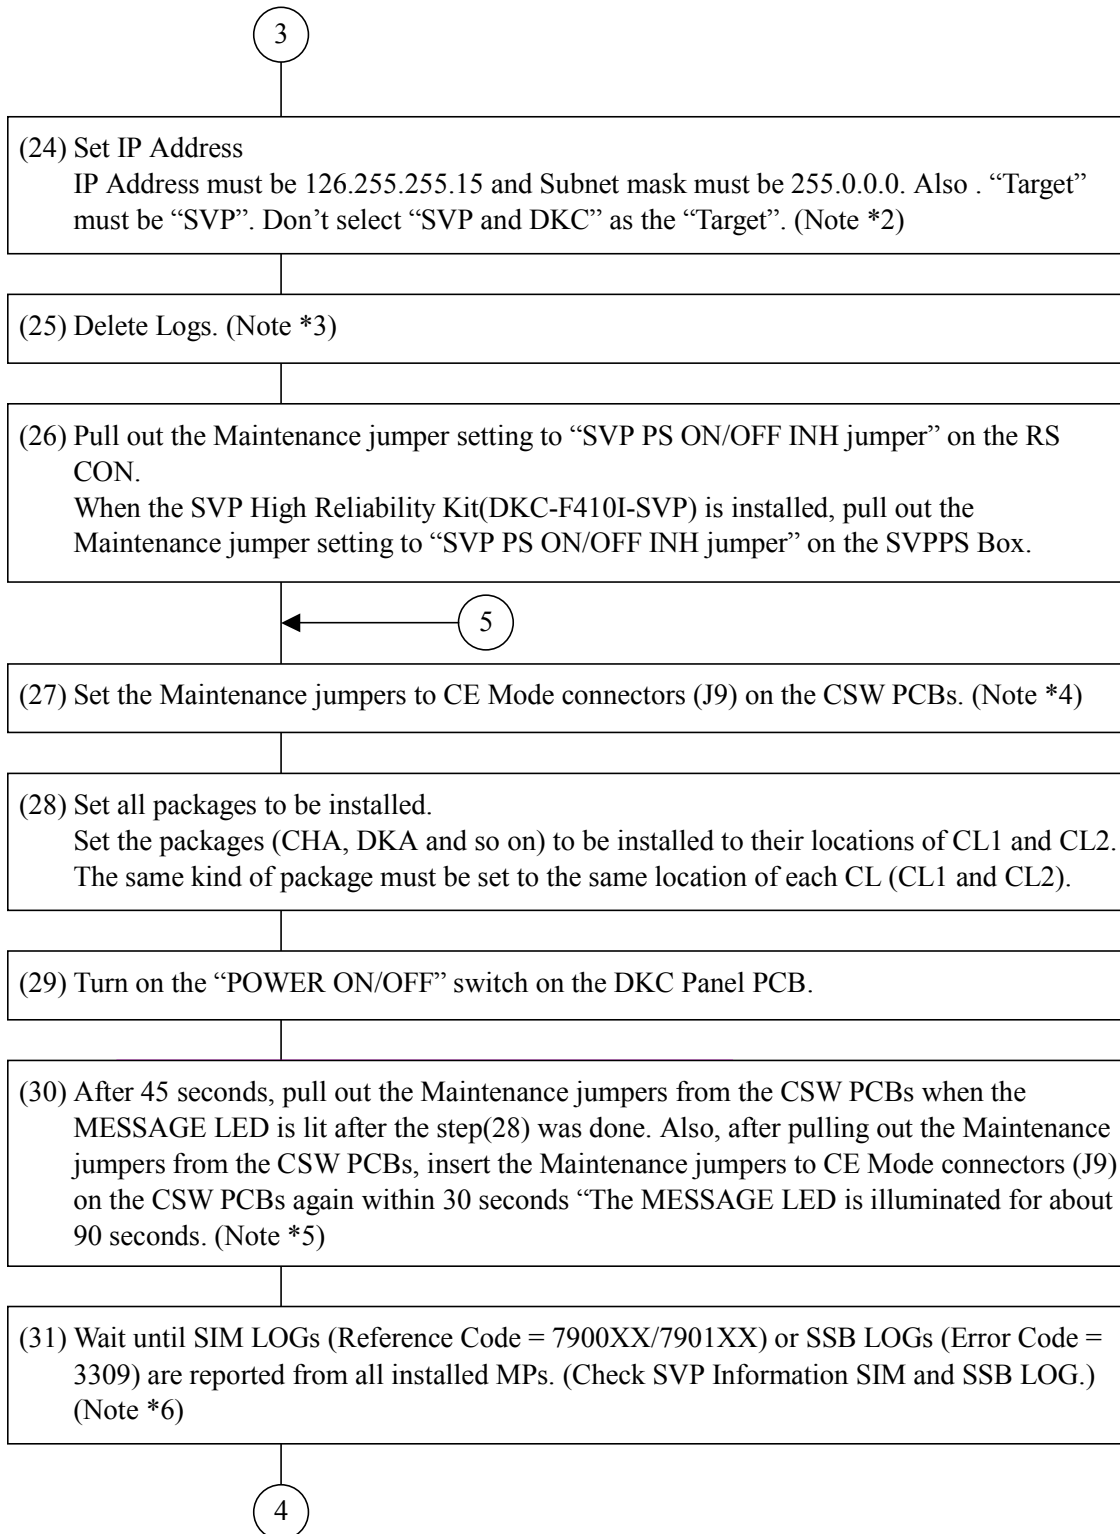 3
(24) Set IP Address
IP Address must be 126.255.255.15 and Subnet mask must be 255.0.0.0. Also . “Target”
must be “SVP”. Don’t select “SVP and DKC” as the “Target”. (Note *2)
(25) Delete Logs. (Note *3)
(26) Pull out the Maintenance jumper setting to “SVP PS ON/OFF INH jumper” on the RS
CON.
When the SVP High Reliability Kit(DKC-F410I-SVP) is installed, pull out the
Maintenance jumper setting to “SVP PS ON/OFF INH jumper” on the SVPPS Box.
5
(27) Set the Maintenance jumpers to CE Mode connectors (J9) on the CSW PCBs. (Note *4)
(28) Set all packages to be installed.
Set the packages (CHA, DKA and so on) to be installed to their locations of CL1 and CL2.
The same kind of package must be set to the same location of each CL (CL1 and CL2).
(29) Turn on the “POWER ON/OFF” switch on the DKC Panel PCB.
(30) After 45 seconds, pull out the Maintenance jumpers from the CSW PCBs when the
MESSAGE LED is lit after the step(28) was done. Also, after pulling out the Maintenance
jumpers from the CSW PCBs, insert the Maintenance jumpers to CE Mode connectors (J9)
on the CSW PCBs again within 30 seconds “The MESSAGE LED is illuminated for about
90 seconds. (Note *5)
(31) Wait until SIM LOGs (Reference Code = 7900XX/7901XX) or SSB LOGs (Error Code =
3309) are reported from all installed MPs. (Check SVP Information SIM and SSB LOG.)
(Note *6)
4